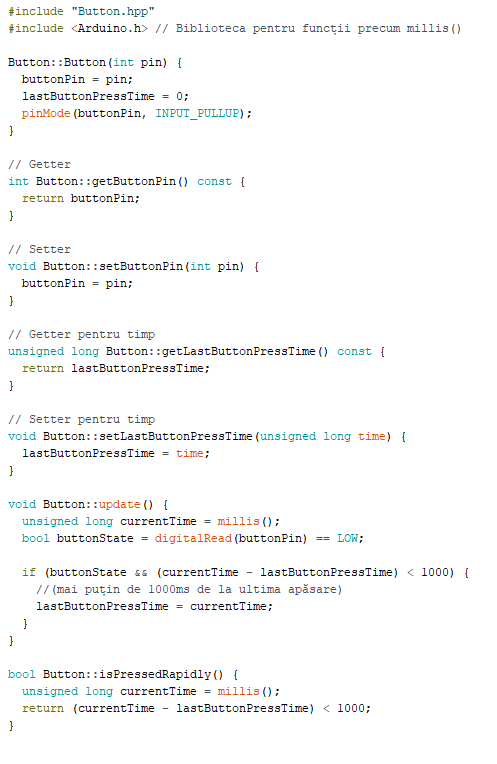 #include "Button.hpp"
#include <Arduino.h> // Biblioteca pentru funcții precum millis()

Button::Button(int pin) {
  buttonPin = pin;
  lastButtonPressTime = 0;
  pinMode(buttonPin, INPUT_PULLUP);
}

// Getter
int Button::getButtonPin() const {
  return buttonPin;
}

// Setter
void Button::setButtonPin(int pin) {
  buttonPin = pin;
}

// Getter pentru timp
unsigned long Button::getLastButtonPressTime() const {
  return lastButtonPressTime;
}

// Setter pentru timp
void Button::setLastButtonPressTime(unsigned long time) {
  lastButtonPressTime = time;
}

void Button::update() {
  unsigned long currentTime = millis();
  bool buttonState = digitalRead(buttonPin) == LOW;

  if (buttonState && (currentTime - lastButtonPressTime) < 1000) {
    //(mai puțin de 1000ms de la ultima apăsare)
    lastButtonPressTime = currentTime;
  }
}

bool Button::isPressedRapidly() {
  unsigned long currentTime = millis();
  return (currentTime - lastButtonPressTime) < 1000;
}